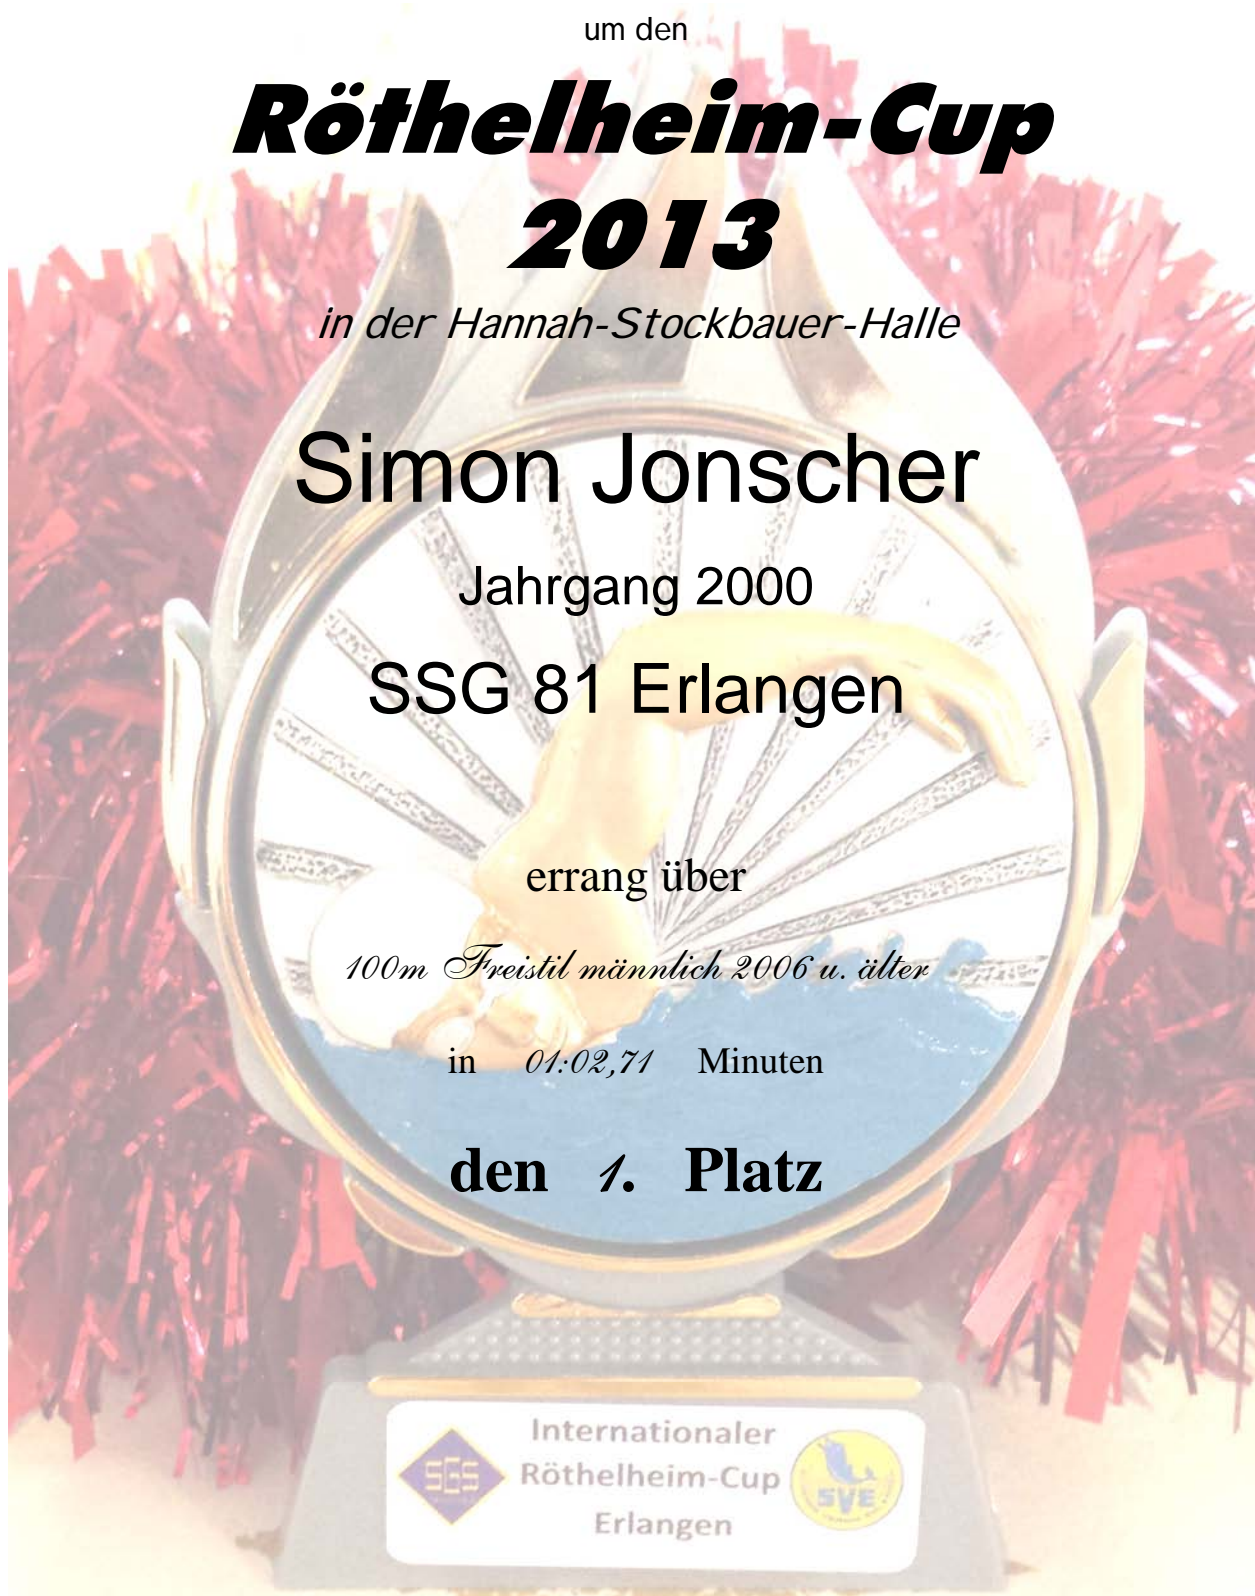 um den
Röthelheim-Cup
2013
in der Hannah-Stockbauer-Halle
Simon Jonscher
Jahrgang 2000
SSG 81 Erlangen
errang über
100m Freistil männlich 2006 u. älter
in 01:02,71 Minuten
den 1. Platz
Internationaler
SGS Röthelheim-Cup SVE
Erlangen